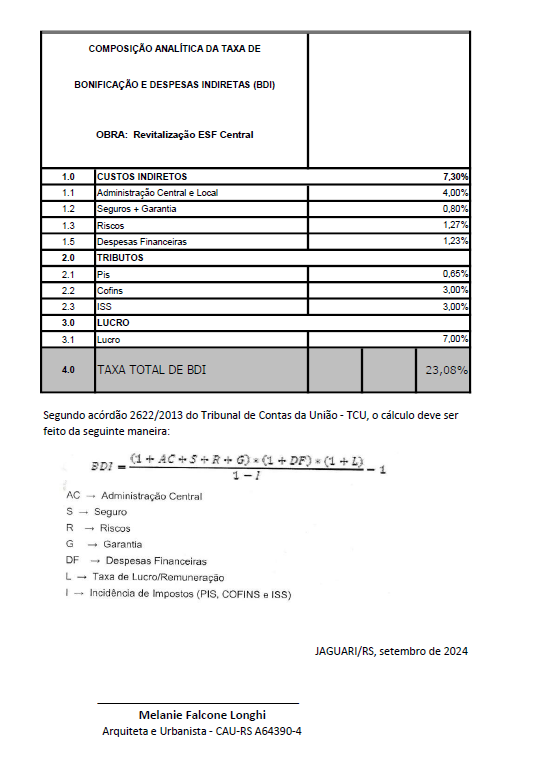 COMPOSIÇÃO ANALÍTICA DA TAXA DE
BONIFICAÇÃO E DESPESAS INDIRETAS (BDI)
OBRA: Revitalização ESF Central
1.0 CUSTOS INDIRETOS 7,30%
1.1 Administração Central e Local 4,00%
1.2 Seguros + Garantia 0,80%
1.3 Riscos 1,27%
1.5 Despesas Financeiras 1,23%
2.0 TRIBUTOS
2.1 Pis 0,65%
2.2 Cofins 3,00%
2.3 ISS 3,00%
3.0 LUCRO
3.1 Lucro 7,00%
4.0 TAXA TOTAL DE BDI 23,08%
Segundo acórdão 2622/2013 do Tribunal de Contas da União - TCU, o cálculo deve ser
feito da seguinte maneira:
BDI = (1 + AC + S + R + G) * (1 + DF) * (1 + L) / 1 - I - 1
AC → Administração Central
S → Seguro
R → Riscos
G → Garantia
DF → Despesas Financeiras
L → Taxa de Lucro/Remuneração
I → Incidência de Impostos (PIS, COFINS e ISS)
JAGUARI/RS, setembro de 2024
Melanie Falcone Longhi
Arquiteta e Urbanista - CAU-RS A64390-4